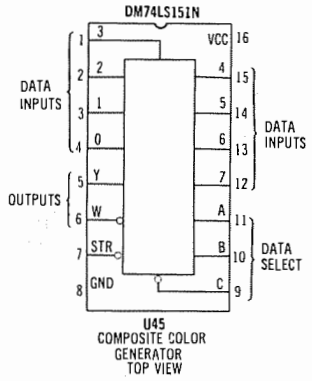 DM74LS151N
1 3 VCC 16
2 2 4 15
DATA INPUTS
3 1 5 14
4 0 6 13
DATA INPUTS
5 Y 7 12
OUTPUTS
6 W A 11
7 STR B 10
DATA SELECT
8 GND C 9
U45
COMPOSITE COLOR
GENERATOR
TOP VIEW